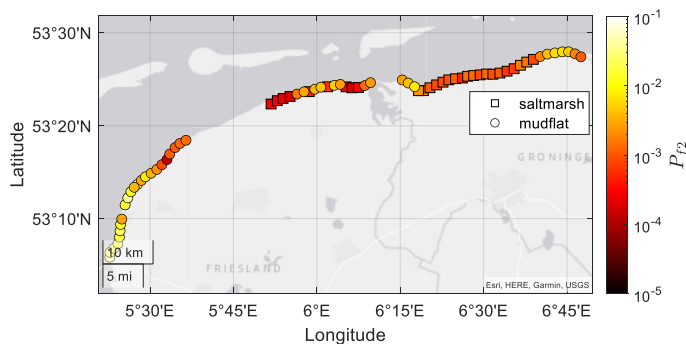 53°30'N
53°20'N
53°10'N
Latitude
saltmarsh
mudflat
GRONINGE
FRIESLAND
10 km
5 mi
Esri, HERE, Garmin, USGS
5°30'E 5°45'E 6°E 6°15'E 6°30'E 6°45'E
Longitude
10⁻¹
10⁻²
10⁻³
10⁻⁴
10⁻⁵
P_{f2}